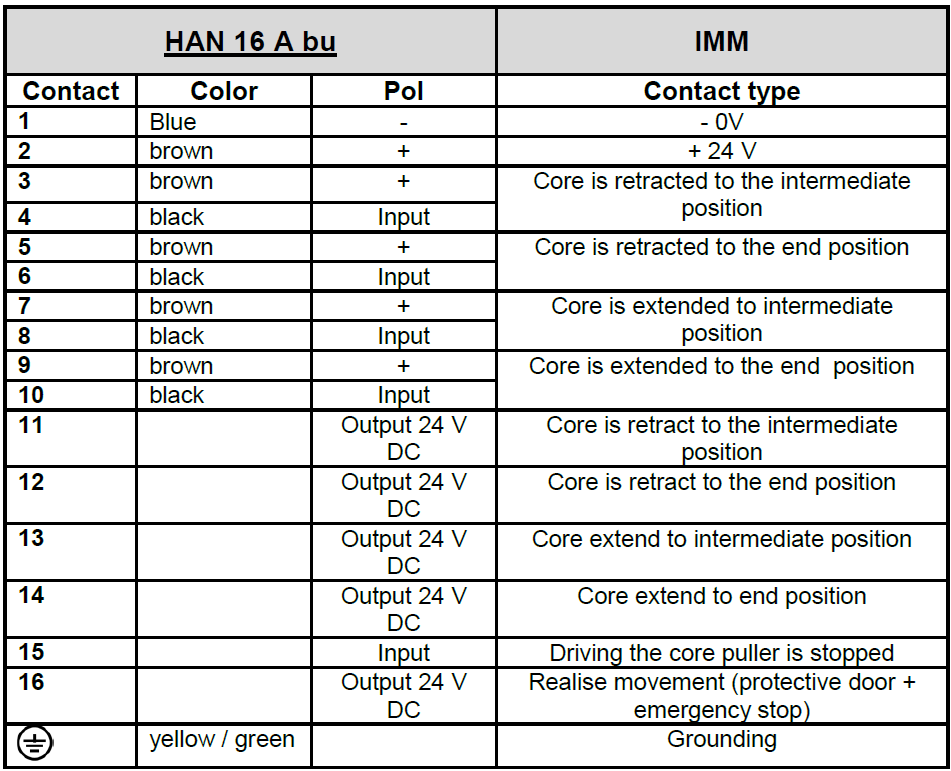 HAN 16 A bu IMM
Contact Color Pol Contact type
1 Blue - - 0V
2 brown + + 24 V
3 brown + Core is retracted to the intermediate
position
4 black Input
5 brown + Core is retracted to the end position
6 black Input
7 brown + Core is extended to intermediate
position
8 black Input
9 brown + Core is extended to the end position
10 black Input
11 Output 24 V Core is retract to the intermediate
DC position
12 Output 24 V Core is retract to the end position
DC
13 Output 24 V Core extend to intermediate position
DC
14 Output 24 V Core extend to end position
DC
15 Input Driving the core puller is stopped
16 Output 24 V Realise movement (protective door +
DC emergency stop)
yellow / green Grounding